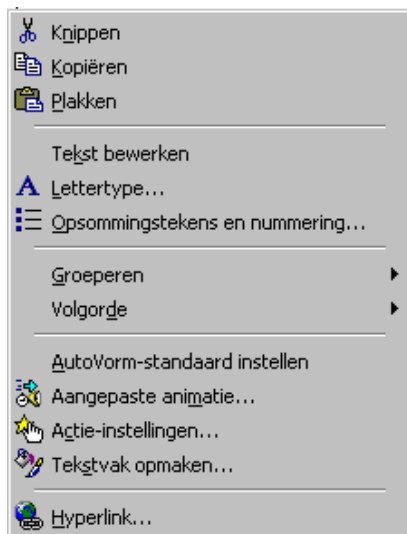 Knippen
Kopiëren
Plakken
Tekst bewerken
Lettertype...
Opsommingstekens en nummering...
Groeperen
Volgorde
AutoVorm-standaard instellen
Aangepaste animatie...
Actie-instellingen...
Tekstvak opmaken...
Hyperlink...